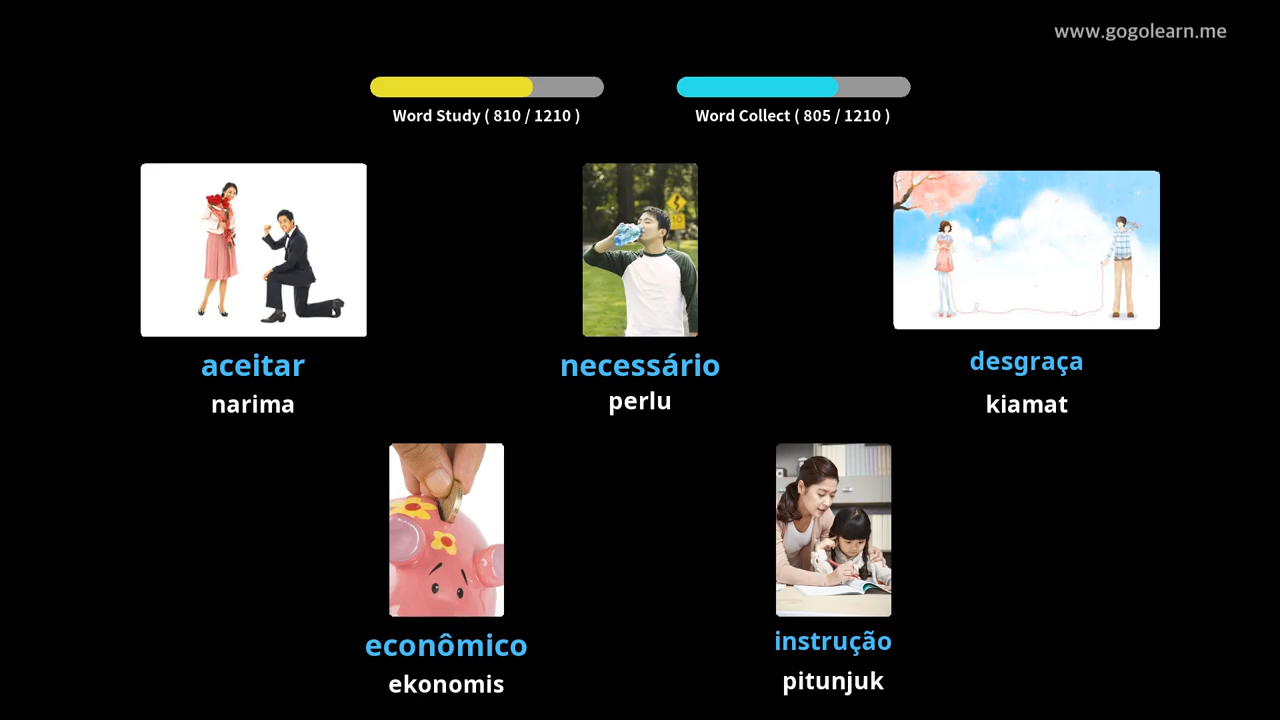 www.gogolearn.me
Word Study ( 810 / 1210 )
Word Collect ( 805 / 1210 )
aceitar
narima
necessário
perlu
desgraça
kiamat
econômico
ekonomis
instrução
pitunjuk